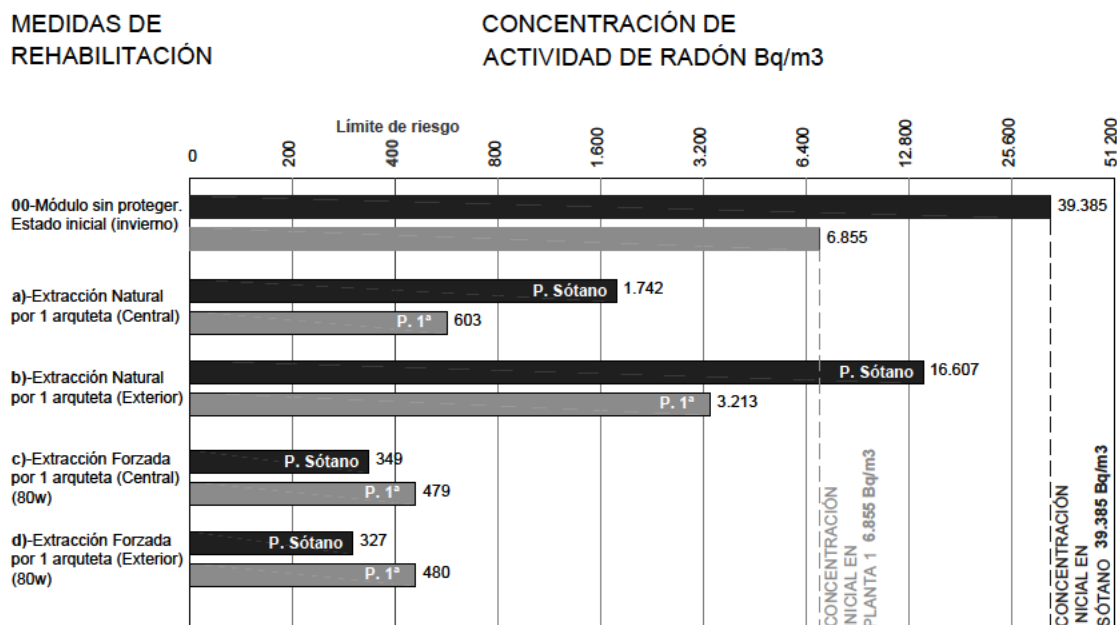 MEDIDAS DE
REHABILITACIÓN
CONCENTRACIÓN DE
ACTIVIDAD DE RADÓN Bq/m3
Límite de riesgo
0
200
400
800
1.600
3.200
6.400
12.800
25.600
51 200
00-Módulo sin proteger.
Estado inicial (invierno)
39.385
6.855
a)-Extracción Natural
por 1 arquteta (Central)
P. Sótano 1.742
P. 1ª 603
b)-Extracción Natural
por 1 arquteta (Exterior)
P. Sótano 16.607
P. 1ª 3.213
c)-Extracción Forzada
por 1 arquteta (Central)
(80w)
P. Sótano 349
P. 1ª 479
d)-Extracción Forzada
por 1 arquteta (Exterior)
(80w)
P. Sótano 327
P. 1ª 480
CONCENTRACIÓN
INICIAL EN
PLANTA 1 6.855 Bq/m3
CONCENTRACIÓN
INICIAL EN
SÓTANO 39.385 Bq/m3